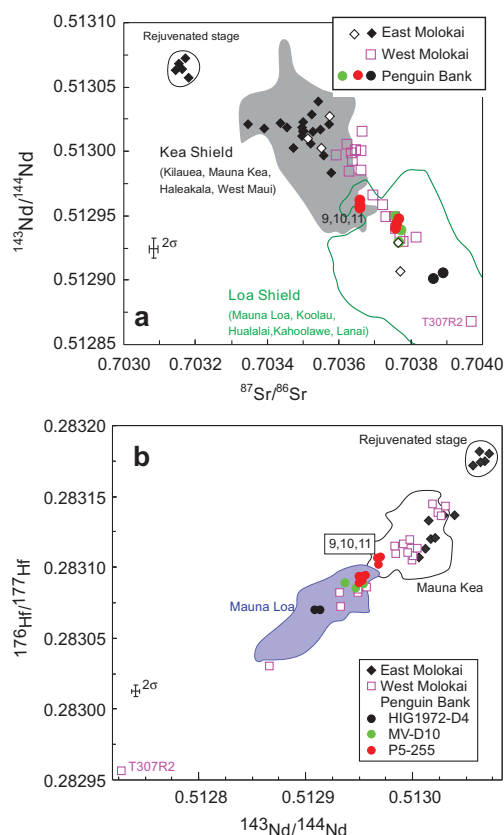 0.513010
0.51305
0.51300
0.51295
0.51290
0.51285
143Nd/144Nd
Rejuvenated stage
East Molokai
West Molokai
Penguin Bank
Kea Shield
(Kilauea, Mauna Kea,
Haleakala, West Maui)
9,10,11
2σ
Loa Shield
(Mauna Loa, Koolau,
Hualalai,Kahoolawe, Lanai)
T307R2
a
0.7030 0.7032 0.7034 0.7036 0.7038 0.7040
87Sr/86Sr
b
0.28320
0.28315
0.28310
0.28305
0.28300
0.28295
176Hf/177Hf
Rejuvenated stage
9,10,11
Mauna Kea
Mauna Loa
2σ
T307R2
East Molokai
West Molokai
Penguin Bank
HIG1972-D4
MV-D10
P5-255
0.5128 0.5129 0.5130
143Nd/144Nd